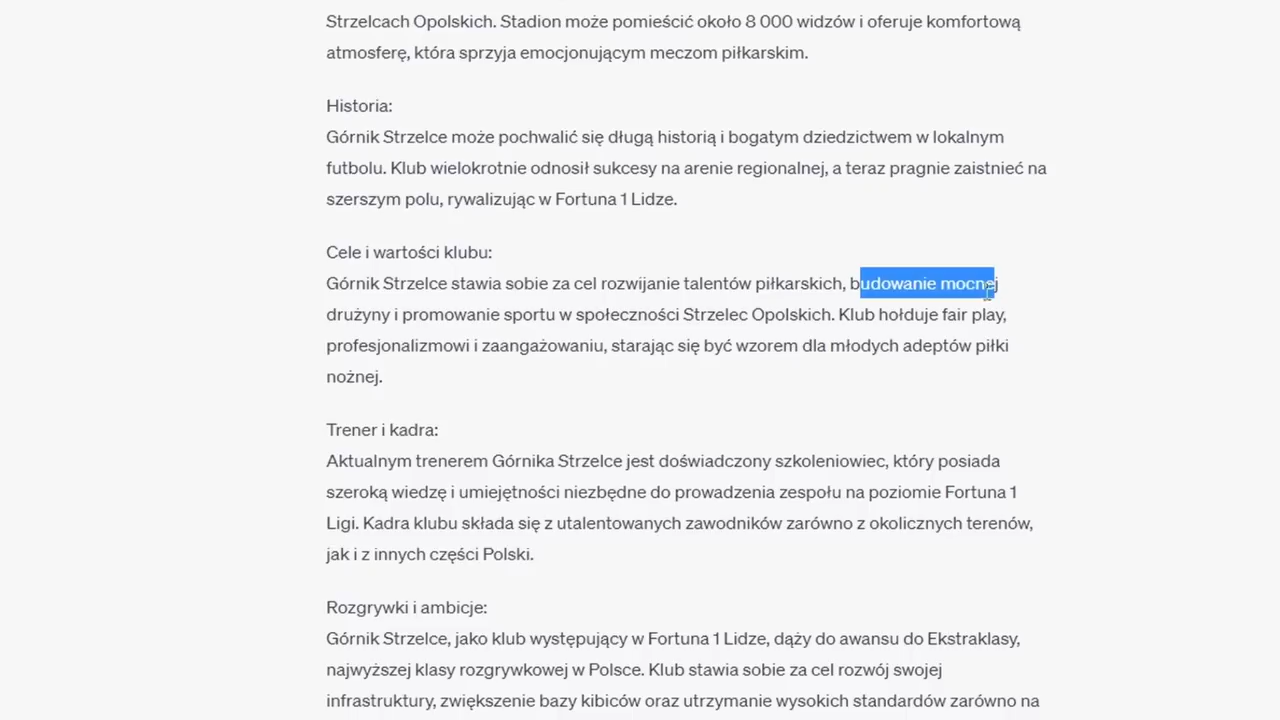 Strzelcach Opolskich. Stadion może pomieścić około 8 000 widzów i oferuje komfortową
atmosferę, która sprzyja emocjonującym meczom piłkarskim.
Historia:
Górnik Strzelce może pochwalić się długą historią i bogatym dziedzictwem w lokalnym
futbolu. Klub wielokrotnie odnosił sukcesy na arenie regionalnej, a teraz pragnie zaistnieć na
szerszym polu, rywalizując w Fortuna 1 Lidze.
Cele i wartości klubu:
Górnik Strzelce stawia sobie za cel rozwijanie talentów piłkarskich, budowanie mocnej
drużyny i promowanie sportu w społeczności Strzelec Opolskich. Klub hołduje fair play,
profesjonalizmowi i zaangażowaniu, starając się być wzorem dla młodych adeptów piłki
nożnej.
Trener i kadra:
Aktualnym trenerem Górnika Strzelce jest doświadczony szkoleniowiec, który posiada
szeroką wiedzę i umiejętności niezbędne do prowadzenia zespołu na poziomie Fortuna 1
Ligi. Kadra klubu składa się z utalentowanych zawodników zarówno z okolicznych terenów,
jak i z innych części Polski.
Rozgrywki i ambicje:
Górnik Strzelce, jako klub występujący w Fortuna 1 Lidze, dąży do awansu do Ekstraklasy,
najwyższej klasy rozgrywkowej w Polsce. Klub stawia sobie za cel rozwój swojej
infrastruktury, zwiększenie bazy kibiców oraz utrzymanie wysokich standardów zarówno na